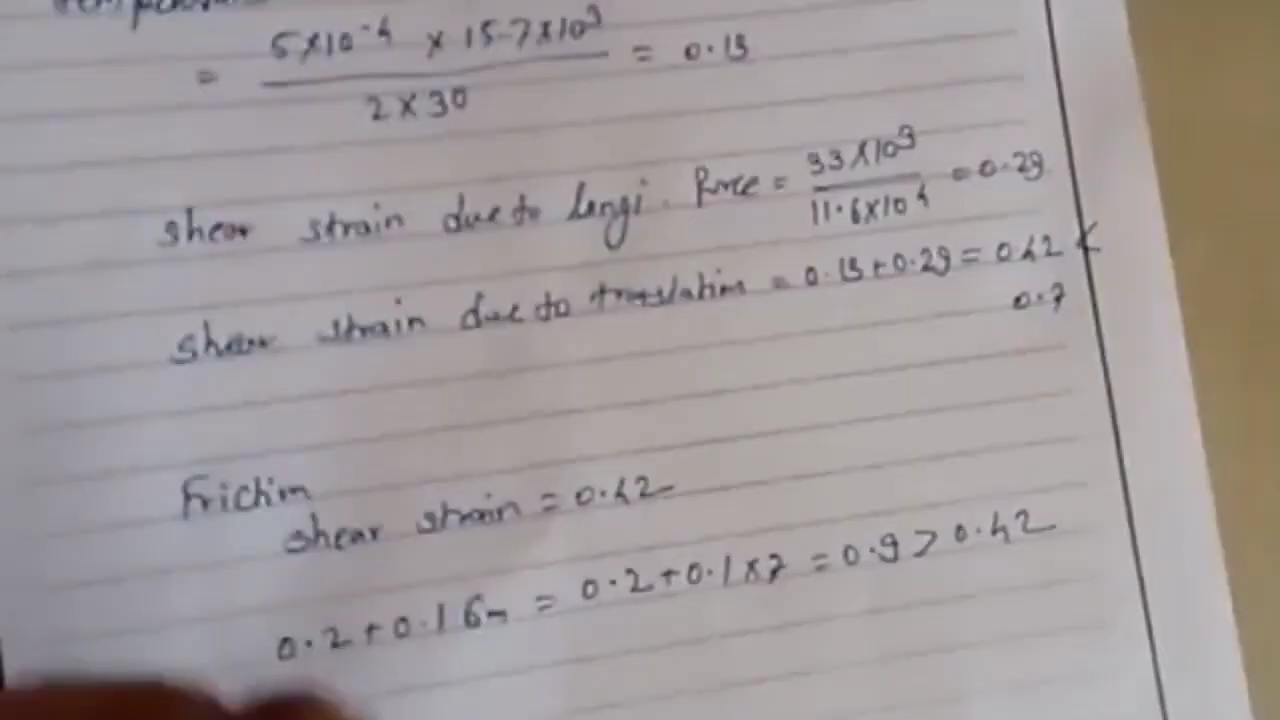 = 5×10⁻⁴ × 15.7×10³ / 2×30 = 0.13
shear strain due to longi. Force = 33×10³ / 11.6×10⁴ = 0.29
shear strain due to translation = 0.13+0.29 = 0.42 <
0.7
Friction
shear strain = 0.42
0.2+0.1 6m = 0.2+0.1×7 = 0.9 > 0.42